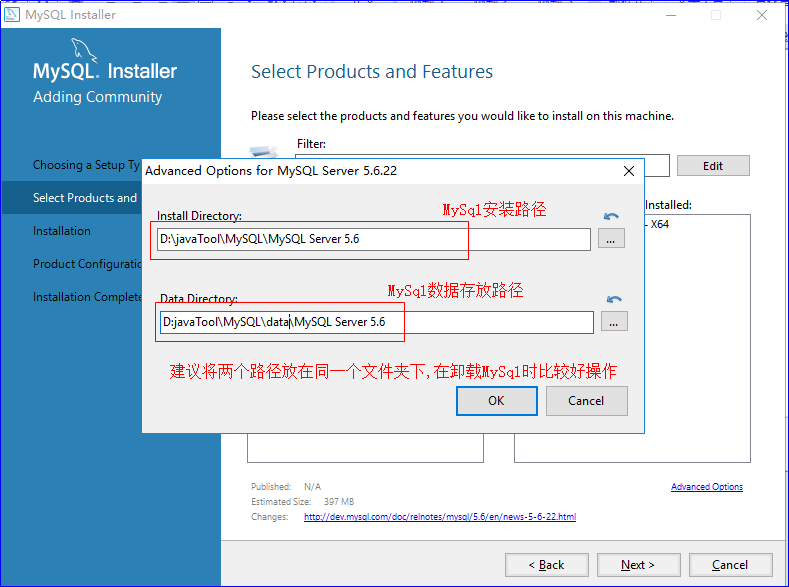 MySQL Installer
MySQL. Installer
Adding Community
Choosing a Setup Ty
Select Products and
Installation
Product Configuratio
Installation Complete
Select Products and Features
Please select the products and features you would like to install on this machine.
Filter:
Edit
Installed:
- X64
Advanced Options for MySQL Server 5.6.22
MySql安装路径
Install Directory:
D:\javaTool\MySQL\MySQL Server 5.6
...
MySql数据存放路径
Data Directory:
D:javaTool\MySQL\data\MySQL Server 5.6
...
建议将两个路径放在同一个文件夹下,在卸载MySql时比较好操作
OK
Cancel
Published: N/A
Advanced Options
Estimated Size: 397 MB
Changes: http://dev.mysql.com/doc/relnotes/mysql/5.6/en/news-5-6-22.html
< Back
Next >
Cancel